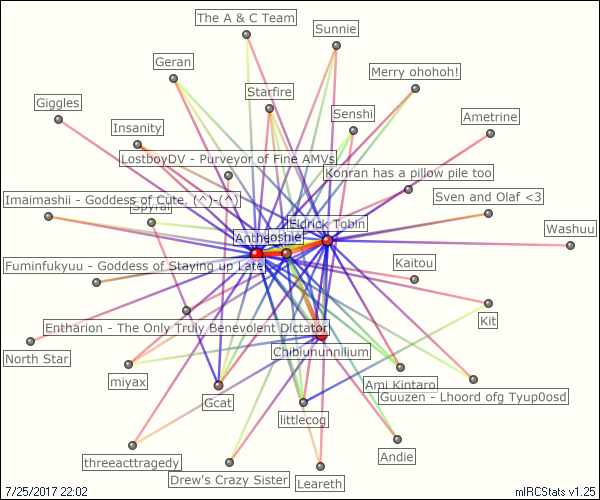 The A & C Team
Sunnie
Geran
Merry ohohoh!
Starfire
Giggles
Senshi
Ametrine
Insanity
LostboyDV - Purveyor of Fine AMVs
Konran has a pillow pile too
Imaimashii - Goddess of Cute, (^)-(^)
Sven and Olaf <3
Spyral
Eldrick Tobin
Washuu
Kaitou
Fuminfukyuu - Goddess of Staying up Late
Kit
Entharion - The Only Truly Benevolent Dictator
North Star
Chibiununnilium
miyax
Ami Kintaro
Guuzen - Lhoord ofg Tyup0osd
Gcat
littlecog
Andie
threeacttragedy
Drew's Crazy Sister
Leareth
7/25/2017 22:02
mIRCStats v1.25